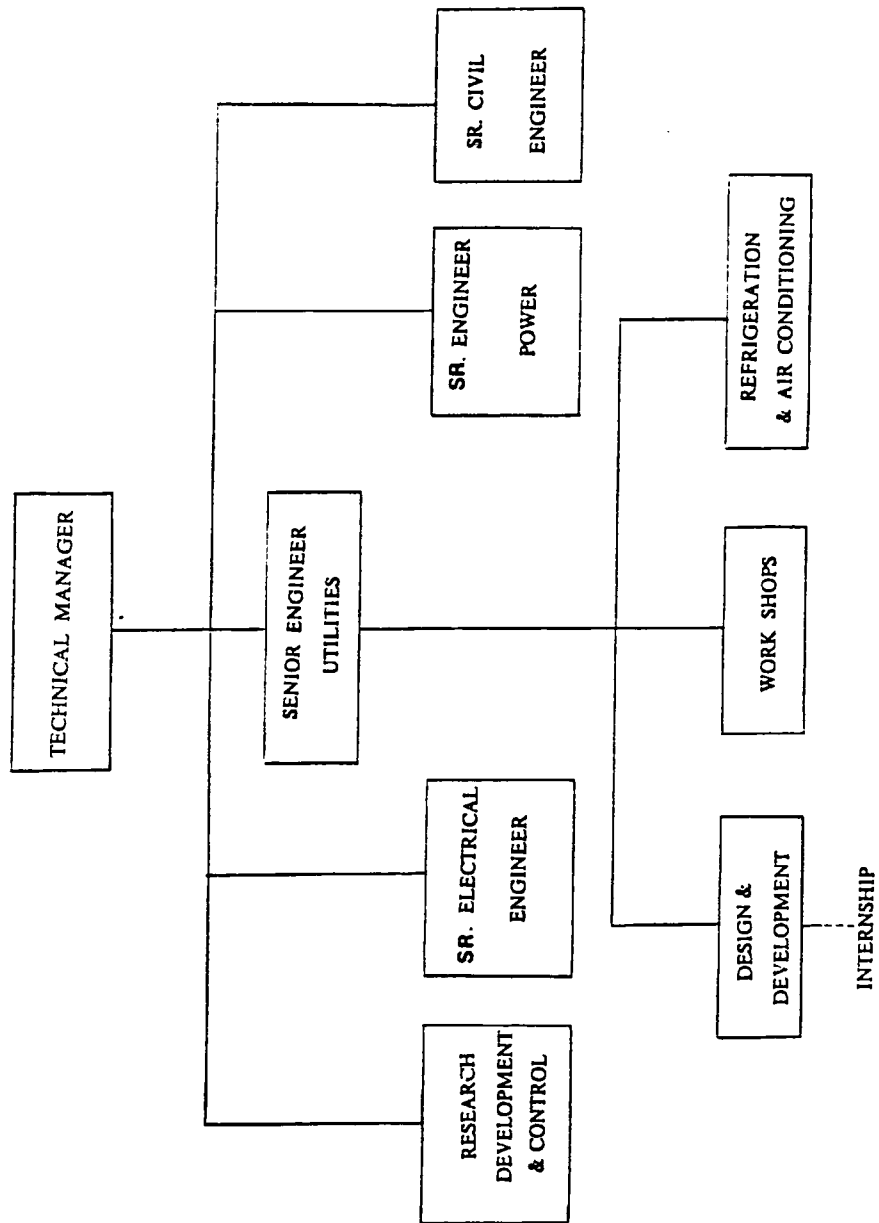 TECHNICAL MANAGER
SENIOR ENGINEER
UTILITIES
RESEARCH
DEVELOPMENT
& CONTROL
SR. ELECTRICAL
ENGINEER
SR. ENGINEER
POWER
SR. CIVIL
ENGINEER
DESIGN &
DEVELOPMENT
WORK SHOPS
REFRIGERATION
& AIR CONDITIONING
INTERNSHIP